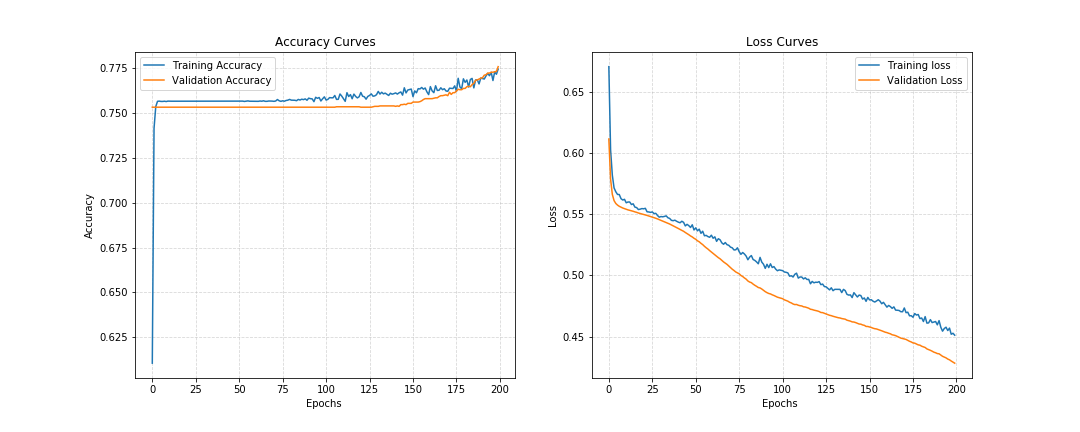 Accuracy Curves
Training Accuracy
Validation Accuracy
0.775
0.750
0.725
0.700
0.675
0.650
0.625
Accuracy
0 25 50 75 100 125 150 175 200
Epochs
Loss Curves
Training loss
Validation Loss
0.65
0.60
0.55
0.50
0.45
Loss
0 25 50 75 100 125 150 175 200
Epochs